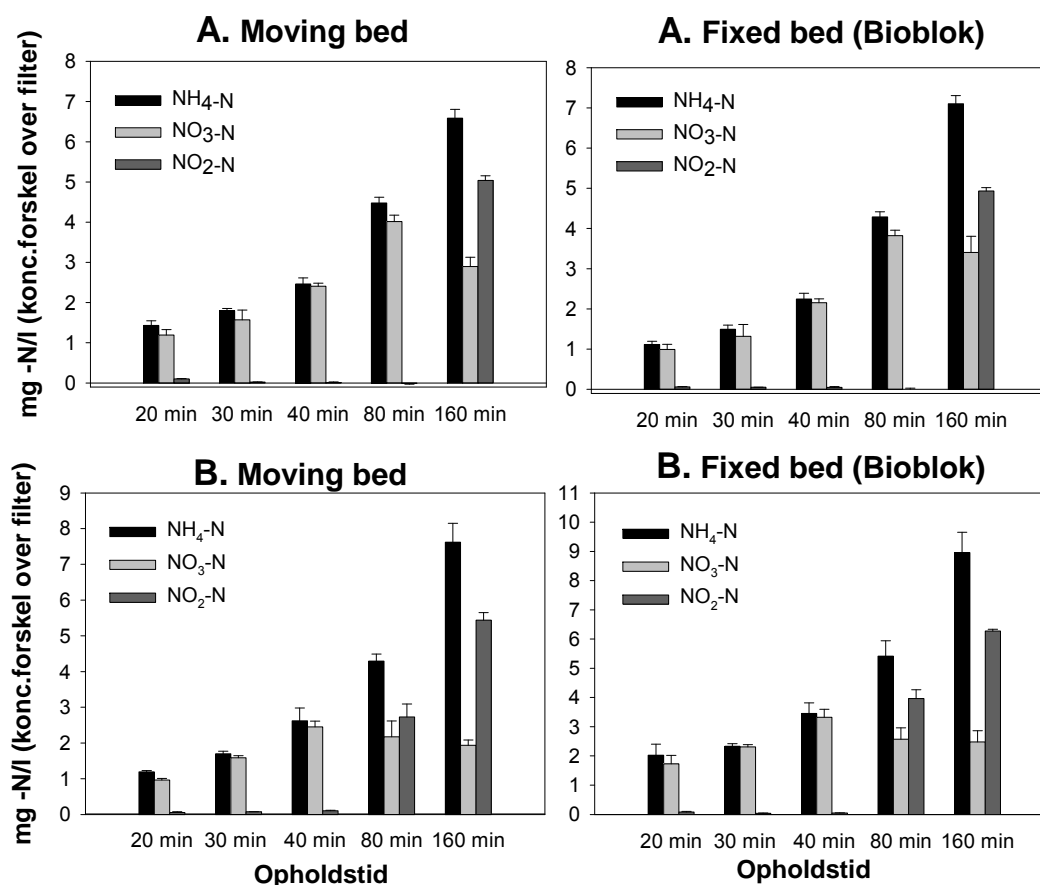 A. Moving bed
mg -N/l (konc.forskel over filter)
8
7
6
5
4
3
2
1
0
NH4-N
NO3-N
NO2-N
20 min 30 min 40 min 80 min 160 min
A. Fixed bed (Bioblok)
8
7
6
5
4
3
2
1
0
NH4-N
NO3-N
NO2-N
20 min 30 min 40 min 80 min 160 min
B. Moving bed
mg -N/l (konc.forskel over filter)
9
8
7
6
5
4
3
2
1
0
NH4-N
NO3-N
NO2-N
20 min 30 min 40 min 80 min 160 min
Opholdstid
B. Fixed bed (Bioblok)
11
10
9
8
7
6
5
4
3
2
1
0
NH4-N
NO3-N
NO2-N
20 min 30 min 40 min 80 min 160 min
Opholdstid